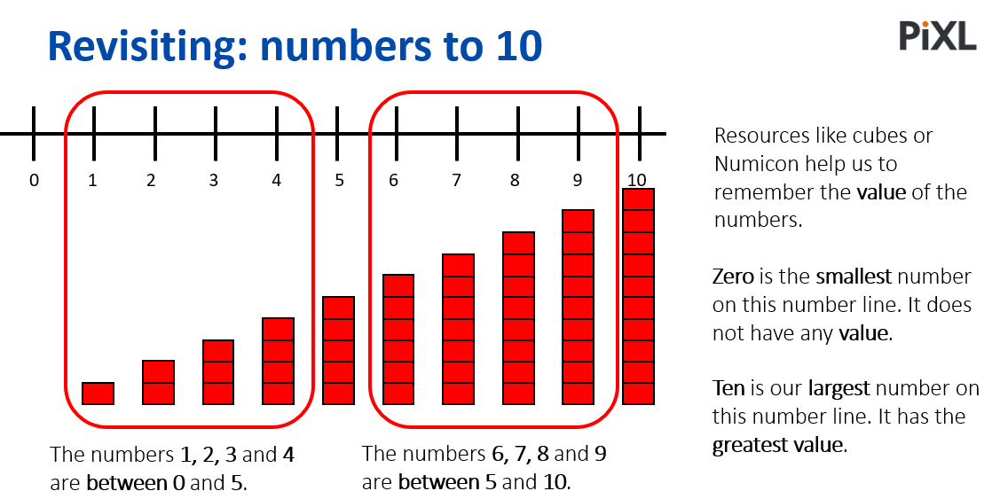 Revisiting: numbers to 10
PiXL
0 1 2 3 4 5 6 7 8 9 10
Resources like cubes or
Numicon help us to
remember the value of the
numbers.
Zero is the smallest number
on this number line. It does
not have any value.
Ten is our largest number on
this number line. It has the
greatest value.
The numbers 1, 2, 3 and 4
are between 0 and 5.
The numbers 6, 7, 8 and 9
are between 5 and 10.